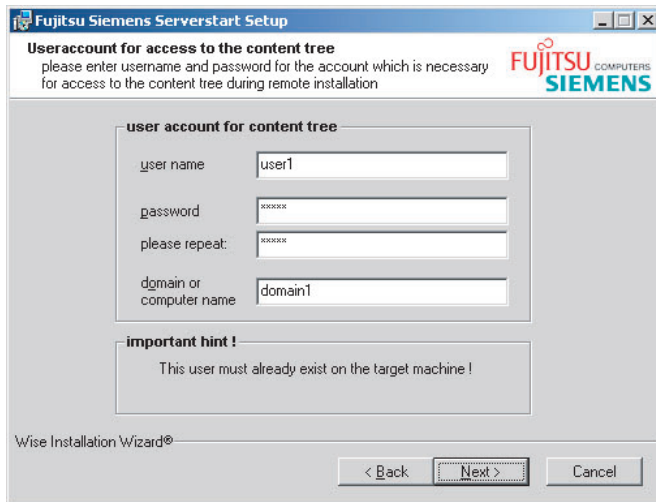 Fujitsu Siemens Serverstart Setup
Useraccount for access to the content tree
please enter username and password for the account which is necessary
for access to the content tree during remote installation
FUJITSU COMPUTERS
SIEMENS
user account for content tree
user name
user1
password
*****
please repeat:
*****
domain or
computer name
domain1
important hint !
This user must already exist on the target machine !
Wise Installation Wizard®
< Back
Next >
Cancel